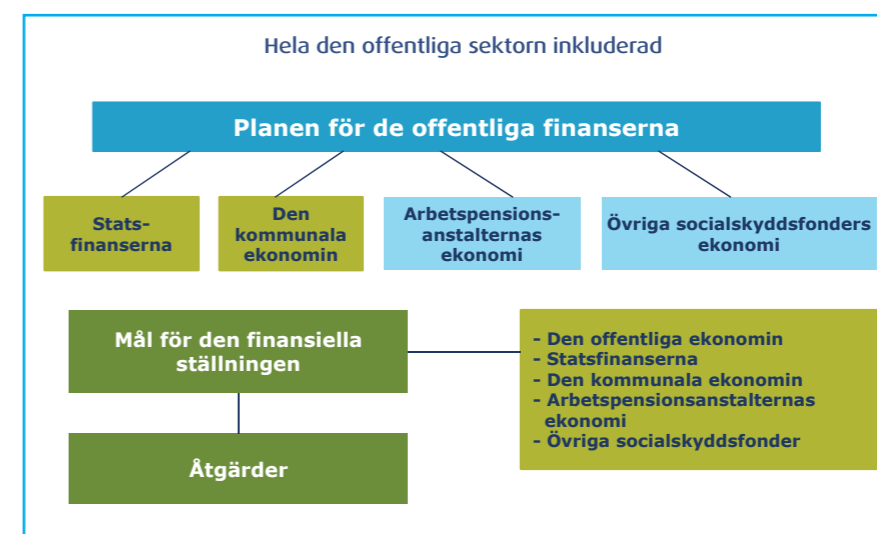 Hela den offentliga sektorn inkluderad
Planen för de offentliga finserna
Stats-
finanserna
Den
kommunala
ekonomin
Arbetspensions-
anstalternas
ekonomi
Övriga socialskyddsfonders
ekonomi
Mål för den finansiella
ställningen
- Den offentliga ekonomin
- Statsfinanserna
- Den kommunala ekonomin
- Arbetspensionsanstalternas
ekonomi
- Övriga socialskyddsfonder
Åtgärder